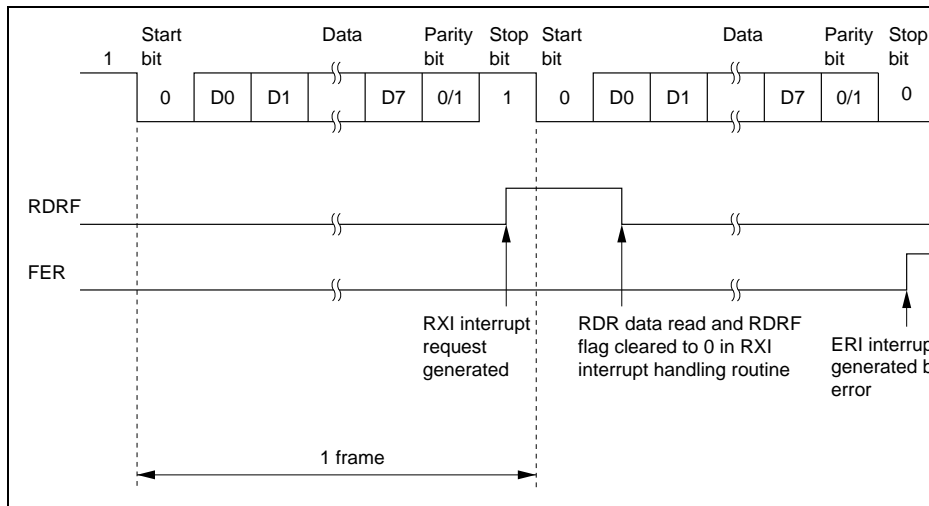 Start bit
Data
Parity bit
Stop bit
Start bit
Data
Parity bit
Stop bit
1
0
D0
D1
D7
0/1
1
0
D0
D1
D7
0/1
0
RDRF
FER
RXI interrupt
request
generated
RDR data read and RDRF
flag cleared to 0 in RXI
interrupt handling routine
ERI
generated
error
1 frame